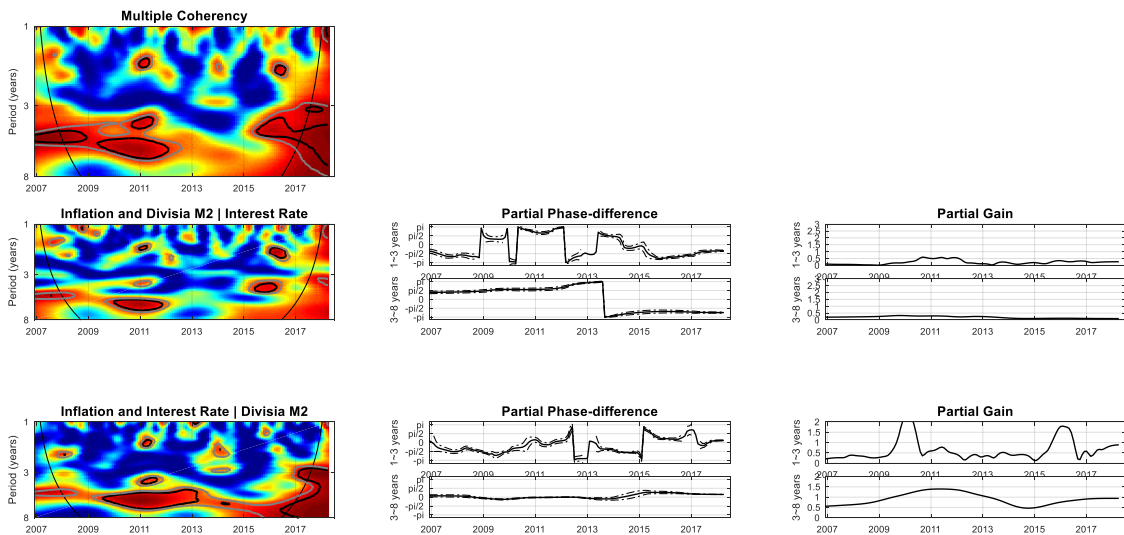 Multiple Coherency
1
3
8
Period (years)
2007 2009 2011 2013 2015 2017
Inflation and Divisia M2 | Interest Rate
1
3
8
Period (years)
2007 2009 2011 2013 2015 2017
Partial Phase-difference
pi
pi/2
0
-pi/2
-pi
1~3 years
2007 2009 2011 2013 2015 2017
pi
pi/2
0
-pi/2
-pi
3~8 years
2007 2009 2011 2013 2015 2017
Partial Gain
3
2.5
2
1.5
1
0.5
0
1~3 years
2007 2009 2011 2013 2015 2017
3
2.5
2
1.5
1
0.5
0
3~8 years
2007 2009 2011 2013 2015 2017
Inflation and Interest Rate | Divisia M2
1
3
8
Period (years)
2007 2009 2011 2013 2015 2017
Partial Phase-difference
pi
pi/2
0
-pi/2
-pi
1~3 years
2007 2009 2011 2013 2015 2017
pi
pi/2
0
-pi/2
-pi
3~8 years
2007 2009 2011 2013 2015 2017
Partial Gain
2
1.5
1
0.5
0
1~3 years
2007 2009 2011 2013 2015 2017
2
1.5
1
0.5
0
3~8 years
2007 2009 2011 2013 2015 2017